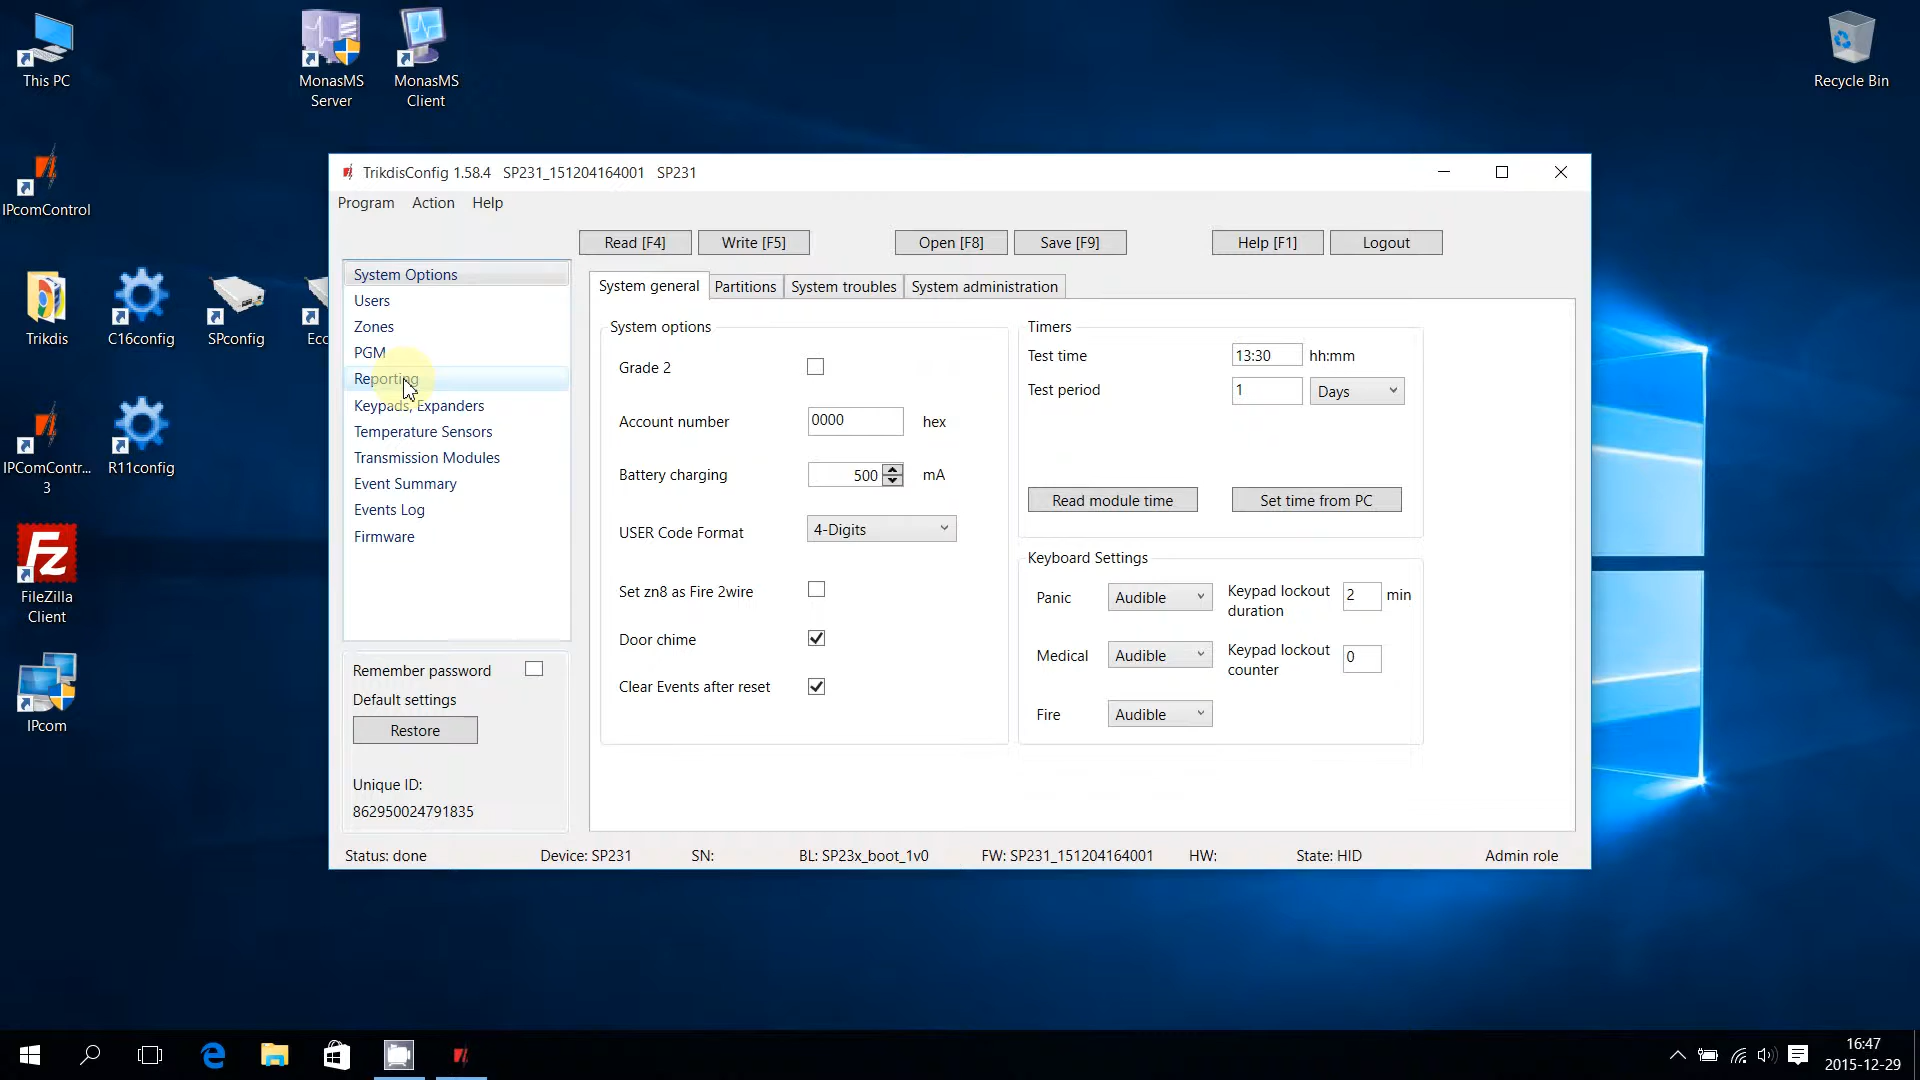 This PC
MonasMS
Server
MonasMS
Client
Recycle Bin
IPcomControl
Trikdis
C16config
SPconfig
Ecc
IPComContr...
3
R11config
FileZilla
Client
IPcom
TrikdisConfig 1.58.4 SP231_151204164001 SP231
Program Action Help
Read [F4] Write [F5] Open [F8] Save [F9] Help [F1] Logout
System Options
Users
Zones
PGM
Reporting
Keypads, Expanders
Temperature Sensors
Transmission Modules
Event Summary
Events Log
Firmware
Remember password
Default settings
Restore
Unique ID:
862950024791835
System general Partitions System troubles System administration
System options
Grade 2
Account number 0000 hex
Battery charging 500 mA
USER Code Format 4-Digits
Set zn8 as Fire 2wire
Door chime
Clear Events after reset
Timers
Test time 13:30 hh:mm
Test period 1 Days
Read module time Set time from PC
Keyboard Settings
Panic Audible
Keypad lockout
duration
2 min
Medical Audible
Keypad lockout
counter
0
Fire Audible
Status: done Device: SP231 SN: BL: SP23x_boot_1v0 FW: SP231_151204164001 HW: State: HID Admin role
16:47
2015-12-29